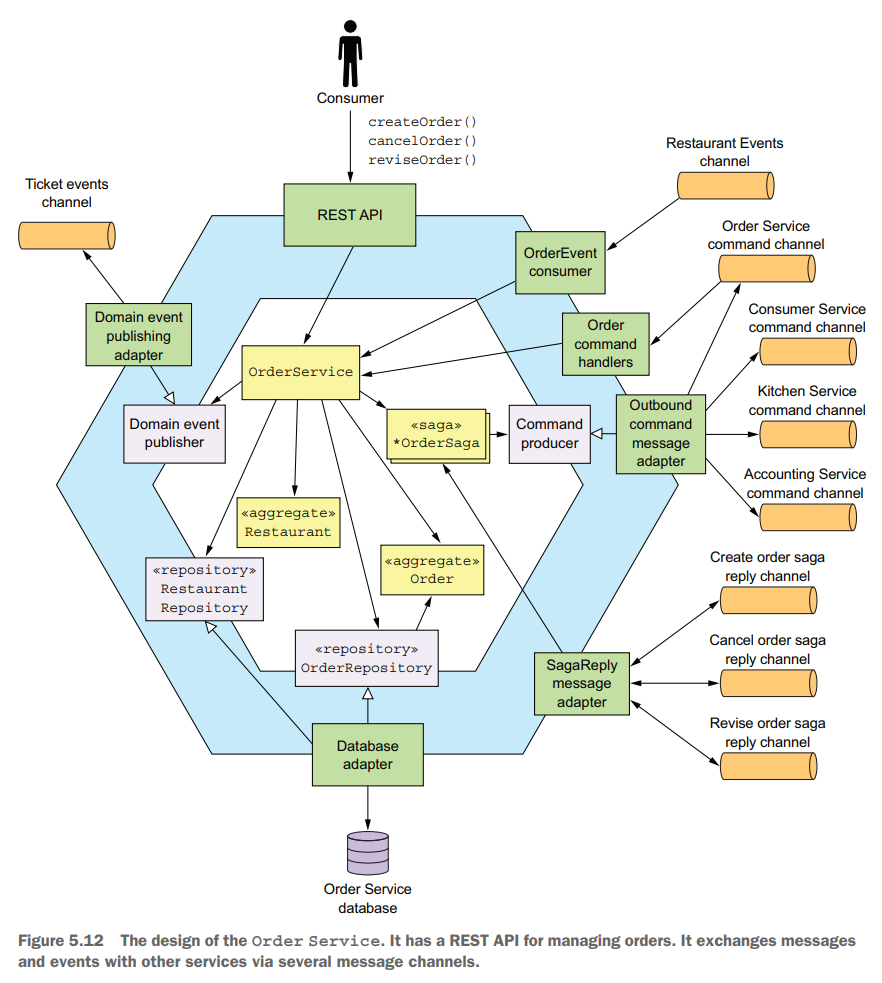 Consumer
createOrder()
cancelOrder()
reviseOrder()
Restaurant Events
channel
Ticket events
channel
REST API
Order Service
command channel
OrderEvent
consumer
Domain event
publishing
adapter
Order
command
handlers
Consumer Service
command channel
OrderService
Kitchen Service
command channel
Domain event
publisher
«saga»
*OrderSaga
Command
producer
Outbound
command
message
adapter
Accounting Service
command channel
«aggregate»
Restaurant
«aggregate»
Order
Create order saga
reply channel
«repository»
Restaurant
Repository
«repository»
OrderRepository
SagaReply
message
adapter
Cancel order saga
reply channel
Revise order saga
reply channel
Database
adapter
Order Service
database
Figure 5.12 The design of the Order Service. It has a REST API for managing orders. It exchanges messages
and events with other services via several message channels.